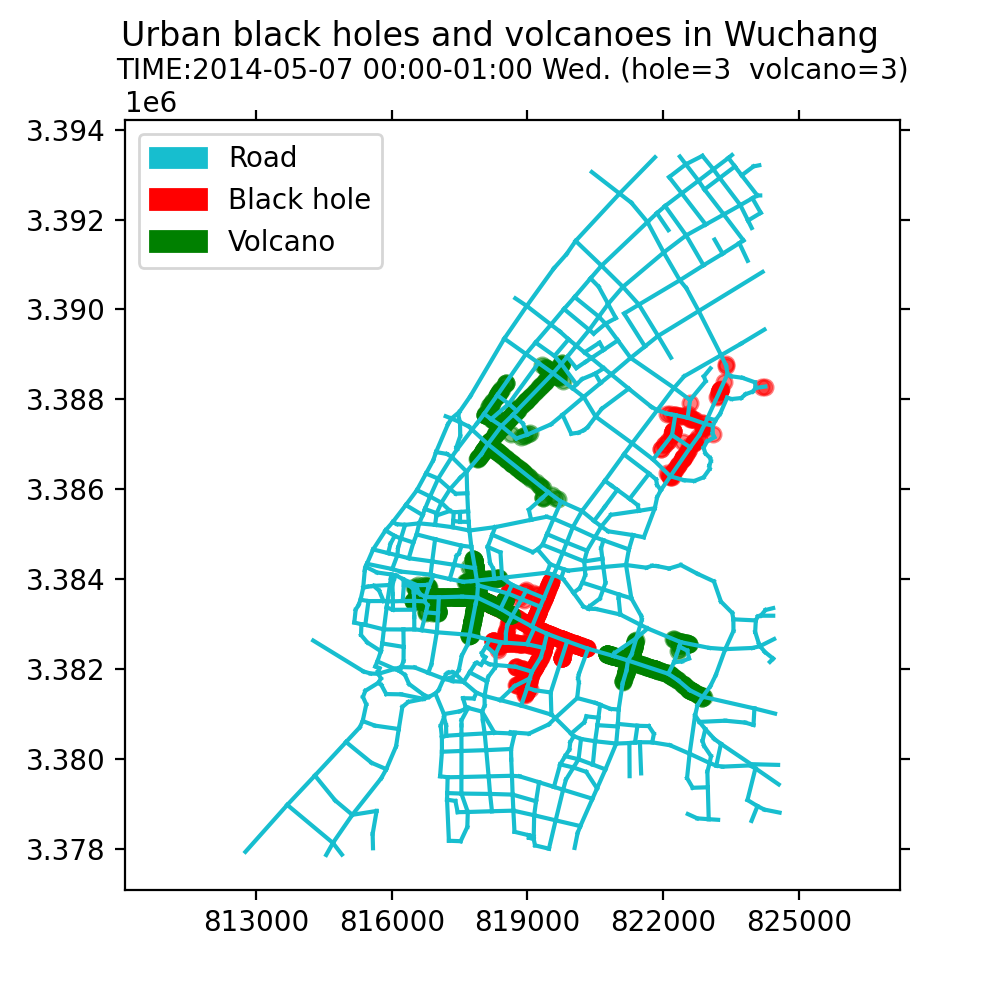 Urban black holes and volcanoes in Wuchang
TIME:2014-05-07 00:00-01:00 Wed. (hole=3  volcano=3)
1e6
3.394
3.392
3.390
3.388
3.386
3.384
3.382
3.380
3.378
Road
Black hole
Volcano
813000 816000 819000 822000 825000